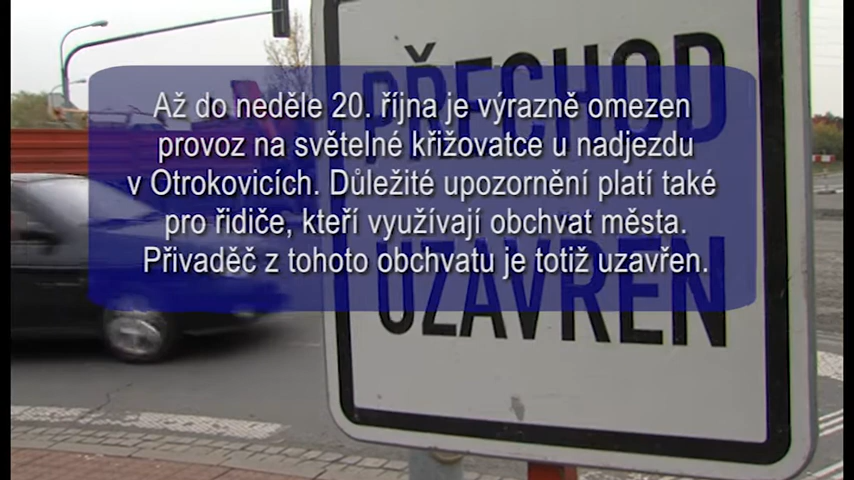 PŘECHOD
UZAVŘEN
Až do neděle 20. října je výrazně omezen
provoz na světelné křižovatce u nadjezdu
v Otrokovicích. Důležité upozornění platí také
pro řidiče, kteří využívají obchvat města.
Přivaděč z tohoto obchvatu je totiž uzavřen.